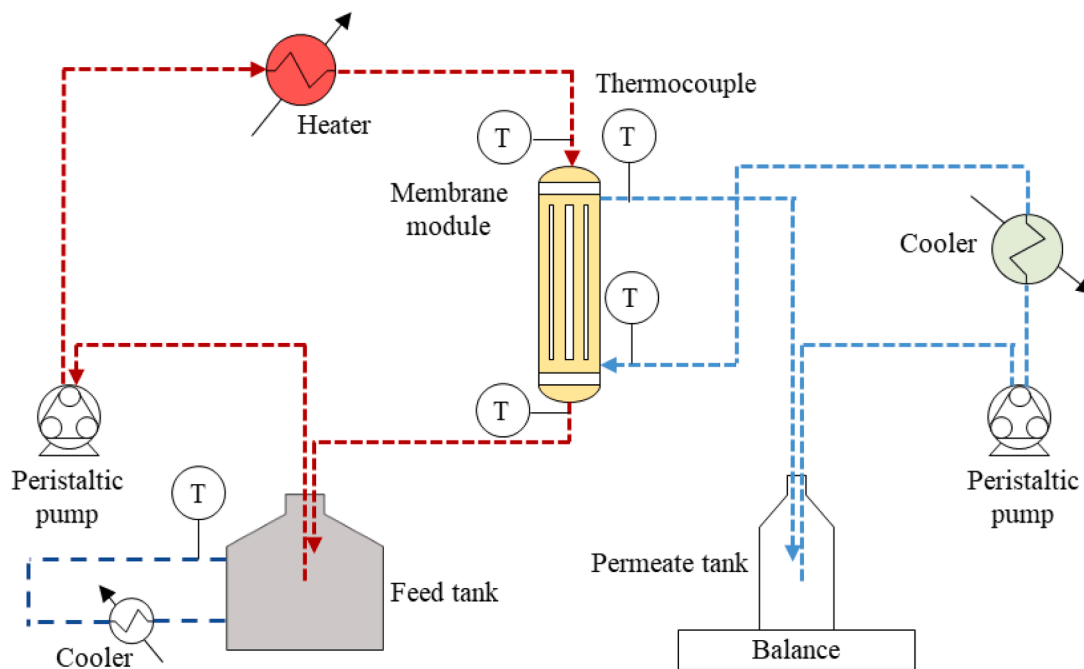 Thermocouple
T
T
Heater
Membrane
module
Cooler
T
T
Peristaltic
pump
T
Peristaltic
pump
Feed tank
Permeate tank
Cooler
Balance